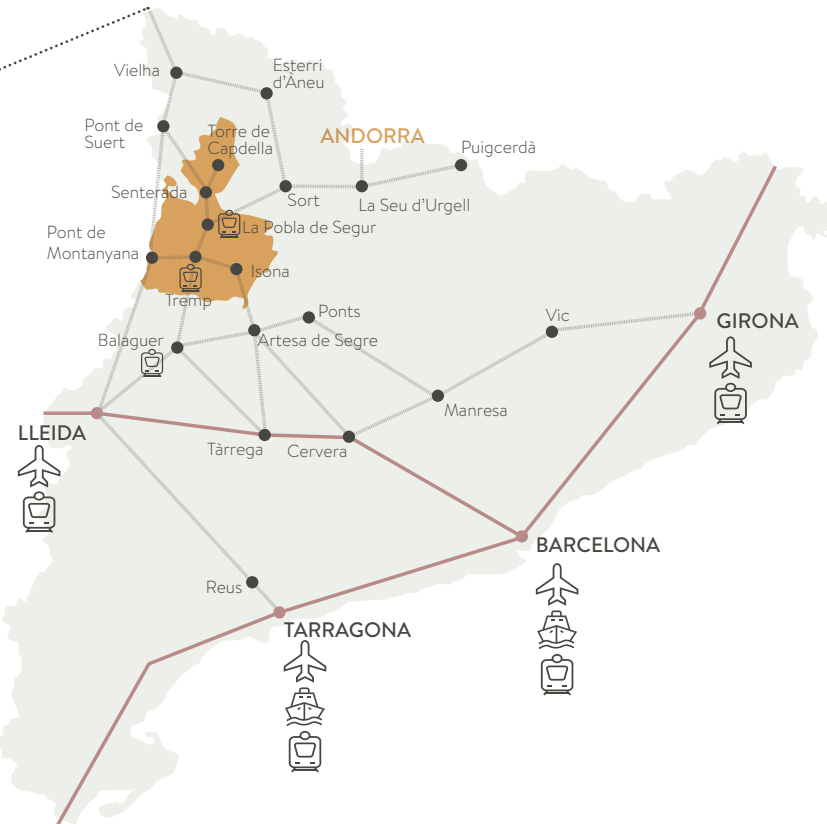 Vielha
Esterri
d'Àneu
Pont de
Suert
Torre de
Capdella
ANDORRA
Puigcerdà
Senterada
Sort
La Seu d'Urgell
La Pobla de Segur
Pont de
Montanyana
Isona
Tremp
Ponts
Vic
GIRONA
Balaguer
Artesa de Segre
Manresa
LLEIDA
Tàrrega
Cervera
BARCELONA
Reus
TARRAGONA